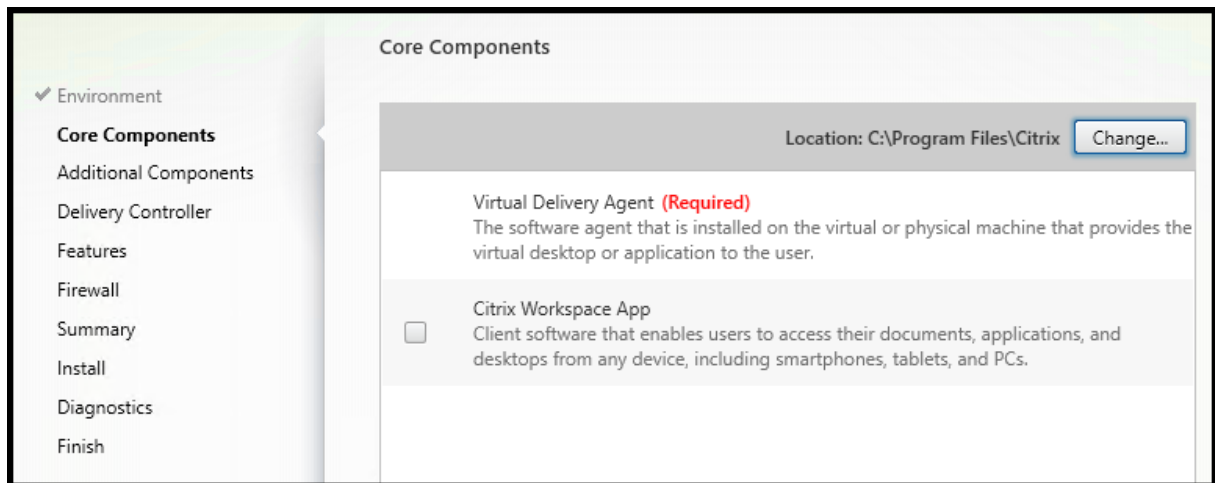 Core Components
Environment
Core Components
Additional Components
Delivery Controller
Features
Firewall
Summary
Install
Diagnostics
Finish
Location: C:\Program Files\Citrix Change...
Virtual Delivery Agent (Required)
The software agent that is installed on the virtual or physical machine that provides the
virtual desktop or application to the user.
Citrix Workspace App
Client software that enables users to access their documents, applications, and
desktops from any device, including smartphones, tablets, and PCs.